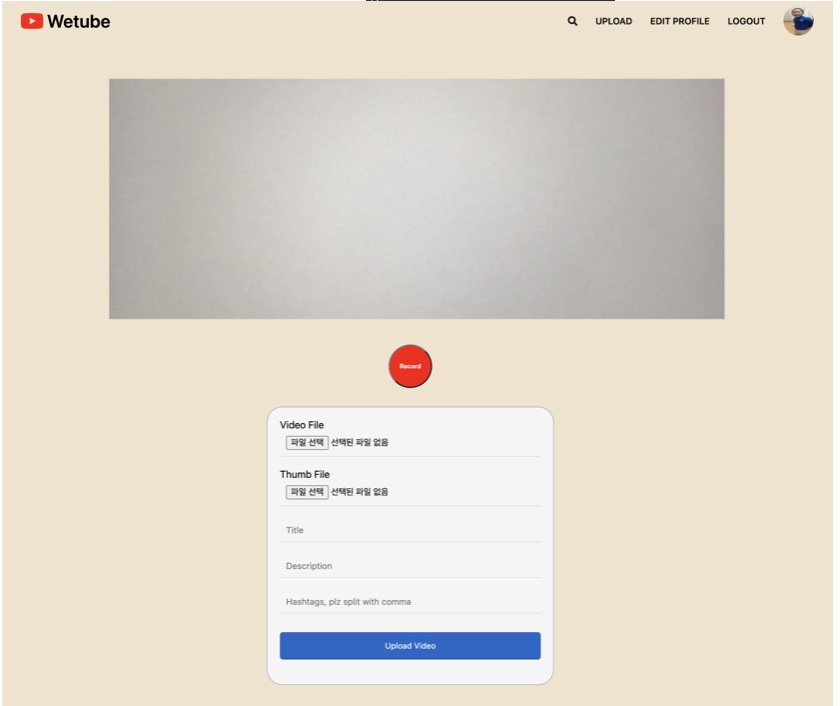 Wetube
UPLOAD EDIT PROFILE LOGOUT
Record
Video File
파일 선택 선택된 파일 없음
Thumb File
파일 선택 선택된 파일 없음
Title
Description
Hashtags, plz split with comma
Upload Video